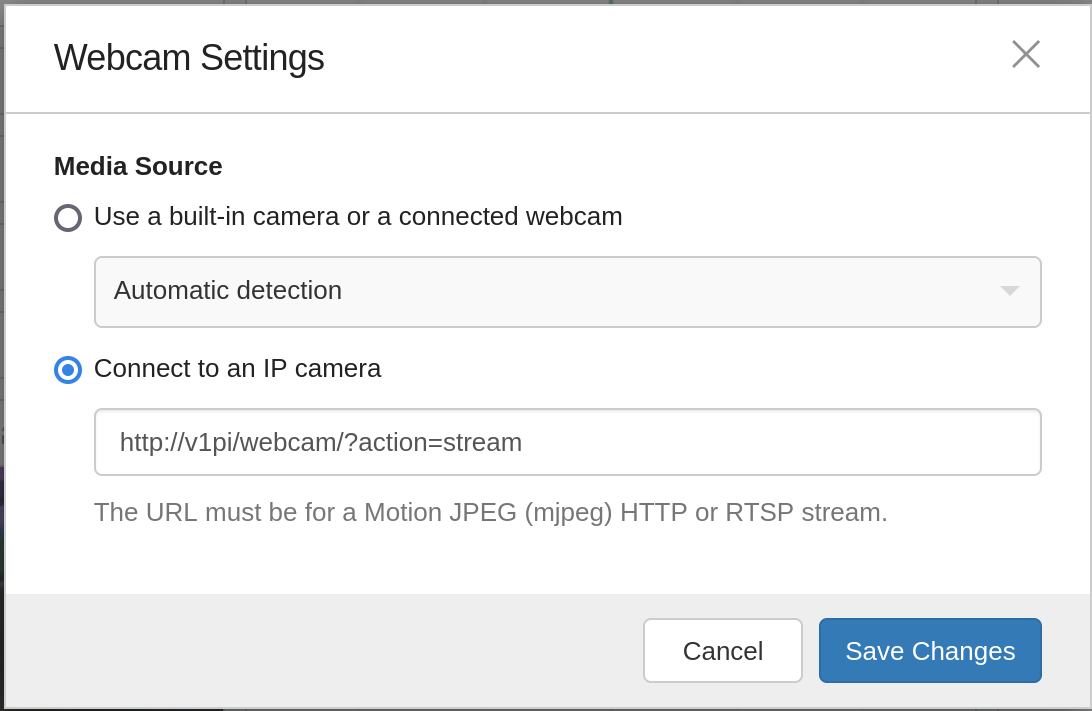 Webcam Settings
Media Source
Use a built-in camera or a connected webcam
Automatic detection
Connect to an IP camera
http://v1pi/webcam/?action=stream
The URL must be for a Motion JPEG (mjpeg) HTTP or RTSP stream.
Cancel
Save Changes